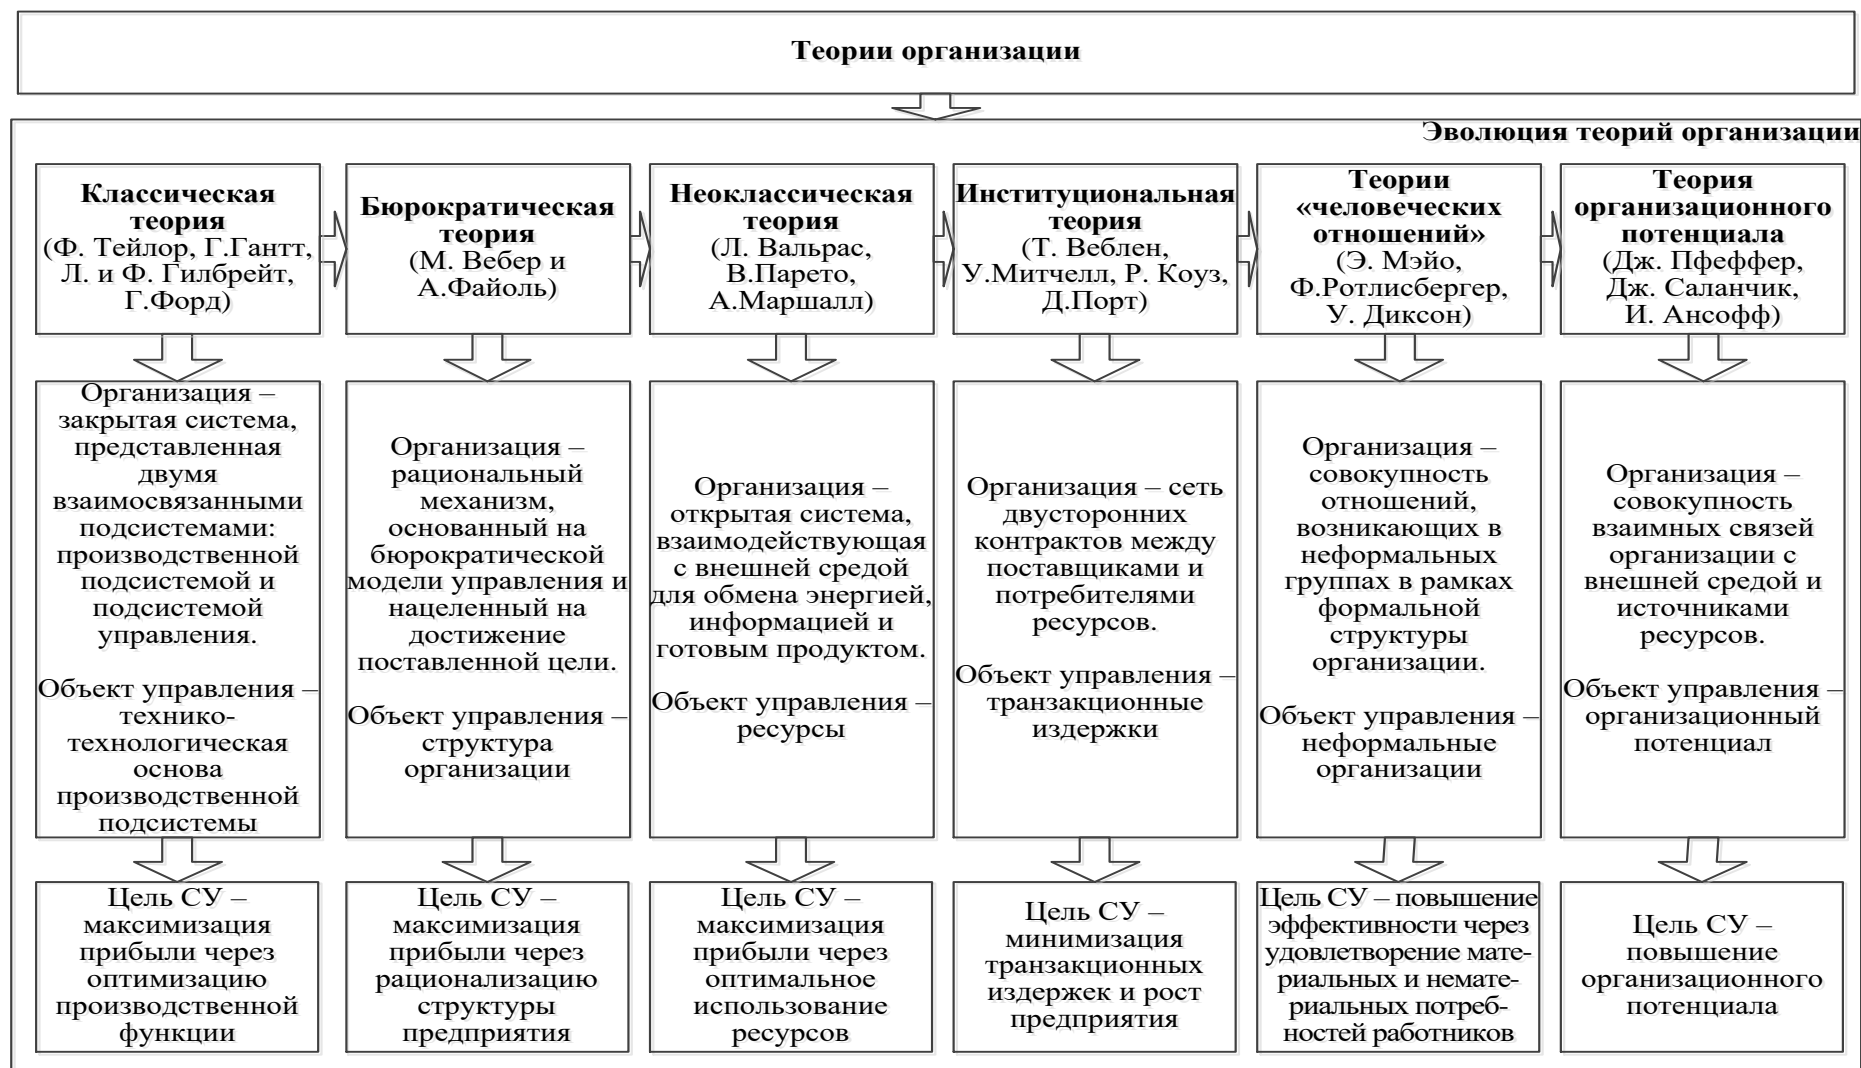 Теории организации
Эволюция теорий организации
Классическая
теория
(Ф. Тейлор, Г.Гантт,
Л. и Ф. Гилбрейт,
Г.Форд)
Бюрократическая
теория
(М. Вебер и
А.Файоль)
Неоклассическая
теория
(Л. Вальрас,
В.Парето,
А.Маршалл)
Институциональная
теория
(Т. Веблен,
У.Митчелл, Р. Коуз,
Д.Порт)
Теории
«человеческих
отношений»
(Э. Мэйо,
Ф.Ротлисбергер,
У. Диксон)
Теория
организационного
потенциала
(Дж. Пфеффер,
Дж. Саланчик,
И. Ансофф)
Организация –
закрытая система,
представленная
двумя
взаимосвязанными
подсистемами:
производственной
подсистемой и
подсистемой
управления.
Объект управления –
технико-
технологическая
основа
производственной
подсистемы
Организация –
рациональный
механизм,
основанный на
бюрократической
модели управления и
нацеленный на
достижение
поставленной цели.
Объект управления –
структура
организации
Организация –
открытая система,
взаимодействующая
с внешней средой
для обмена энергией,
информацией и
готовым продуктом.
Объект управления –
ресурсы
Организация – сеть
двусторонних
контрактов между
поставщиками и
потребителями
ресурсов.
Объект управления –
транзакционные
издержки
Организация –
совокупность
отношений,
возникающих в
неформальных
группах в рамках
формальной
структуры
организации.
Объект управления –
неформальные
организации
Организация –
совокупность
взаимных связей
организации с
внешней средой и
источниками
ресурсов.
Объект управления –
организационный
потенциал
Цель СУ –
максимизация
прибыли через
оптимизацию
производственной
функции
Цель СУ –
максимизация
прибыли через
рационализацию
структуры
предприятия
Цель СУ –
максимизация
прибыли через
оптимальное
использование
ресурсов
Цель СУ –
минимизация
транзакционных
издержек и рост
предприятия
Цель СУ – повышение
эффективности через
удовлетворение мате-
риальных и немате-
риальных потреб-
ностей работников
Цель СУ –
повышение
организационного
потенциала